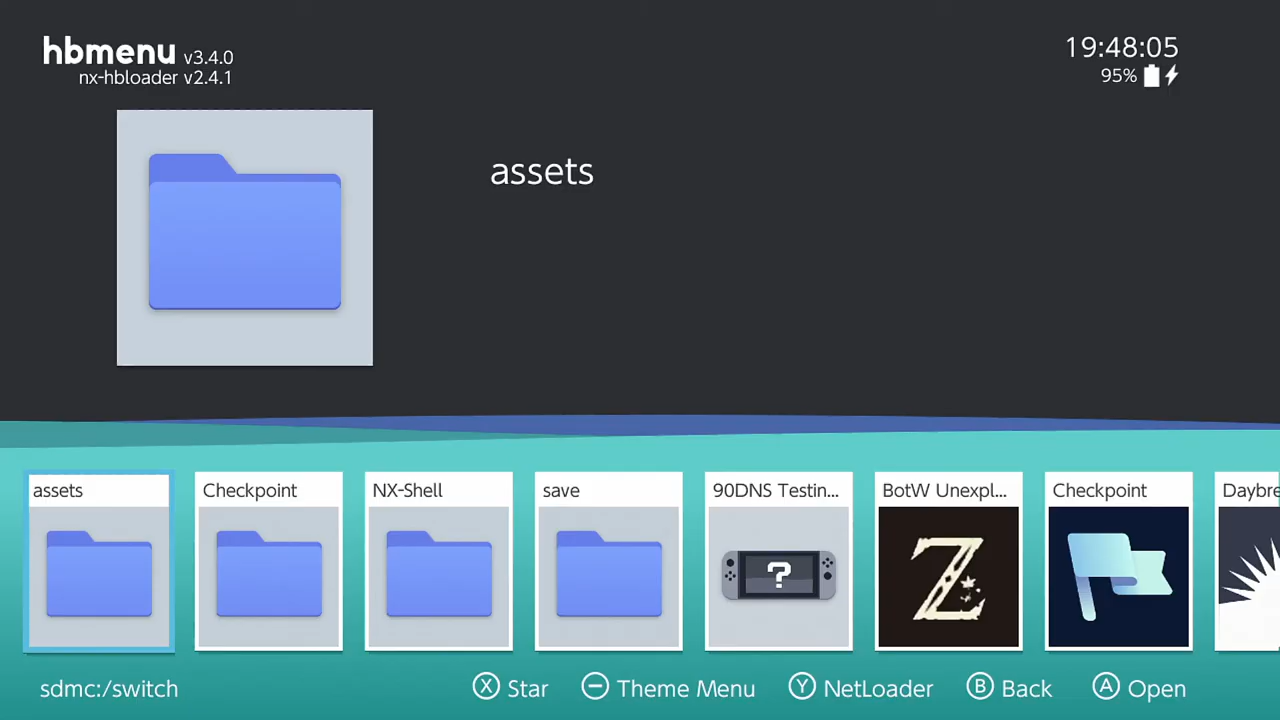 hbmenu v3.4.0
nx-hbloader v2.4.1
19:48:05
95%
assets
assets
Checkpoint
NX-Shell
save
90DNS Testin...
BotW Unexpl...
Checkpoint
Daybre
?
Z
sdmc:/switch
X Star
Theme Menu
Y NetLoader
B Back
A Open